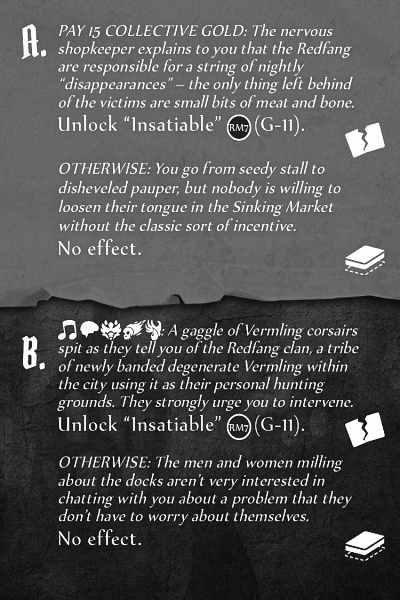 A. PAY 15 COLLECTIVE GOLD: The nervous
shopkeeper explains to you that the Redfang
are responsible for a string of nightly
“disappearances” – the only thing left behind
of the victims are small bits of meat and bone.
Unlock “Insatiable” RM7 (G-11).
OTHERWISE: You go from seedy stall to
disheveled pauper, but nobody is willing to
loosen their tongue in the Sinking Market
without the classic sort of incentive.
No effect.
B. : A gaggle of Vermling corsairs
spit as they tell you of the Redfang clan, a tribe
of newly banded degenerate Vermling within
the city using it as their personal hunting
grounds. They strongly urge you to intervene.
Unlock “Insatiable” RM7 (G-11).
OTHERWISE: The men and women milling
about the docks aren’t very interested in
chatting with you about a problem that they
don’t have to worry about themselves.
No effect.